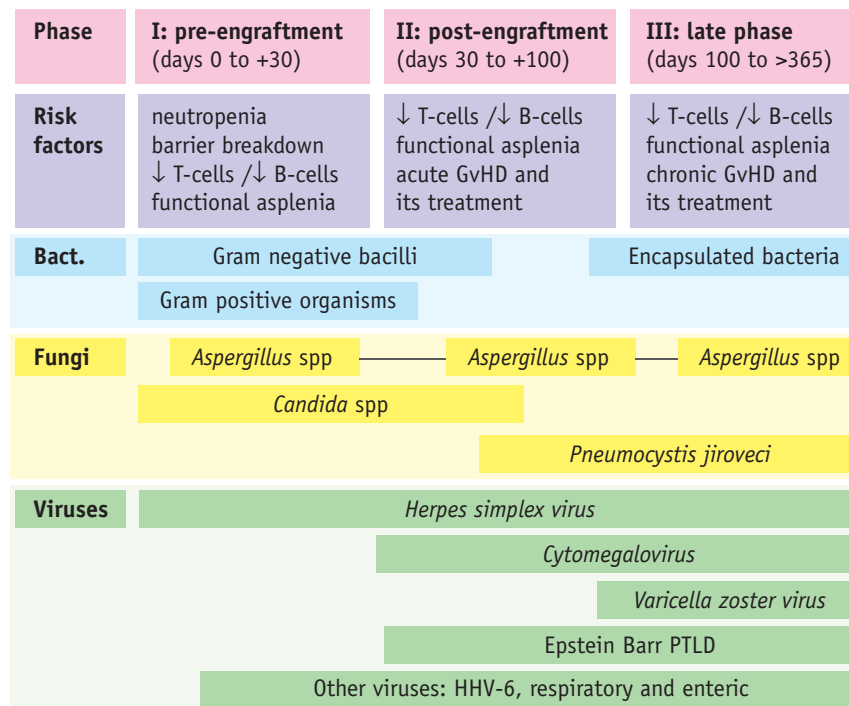 Phase
I: pre-engraftment
(days 0 to +30)
II: post-engraftment
(days 30 to +100)
III: late phase
(days 100 to >365)
Risk
factors
neutropenia
barrier breakdown
↓ T-cells /↓ B-cells
functional asplenia
↓ T-cells /↓ B-cells
functional asplenia
acute GvHD and
its treatment
↓ T-cells /↓ B-cells
functional asplenia
chronic GvHD and
its treatment
Bact.
Gram negative bacilli
Encapsulated bacteria
Gram positive organisms
Fungi
Aspergillus spp
Aspergillus spp
Aspergillus spp
Candida spp
Pneumocystis jiroveci
Viruses
Herpes simplex virus
Cytomegalovirus
Varicella zoster virus
Epstein Barr PTLD
Other viruses: HHV-6, respiratory and enteric